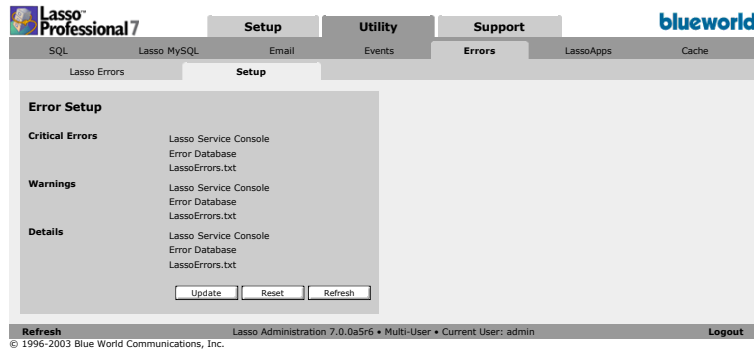 Lasso™
Professional 7
Setup Utility Support
blueworld
SQL Lasso MySQL Email Events Errors LassoApps Cache
Lasso Errors Setup
Error Setup
Critical Errors Lasso Service Console
Error Database
LassoErrors.txt
Warnings Lasso Service Console
Error Database
LassoErrors.txt
Details Lasso Service Console
Error Database
LassoErrors.txt
Update Reset Refresh
Refresh Lasso Administration 7.0.0a5r6 • Multi-User • Current User: admin Logout
© 1996-2003 Blue World Communications, Inc.